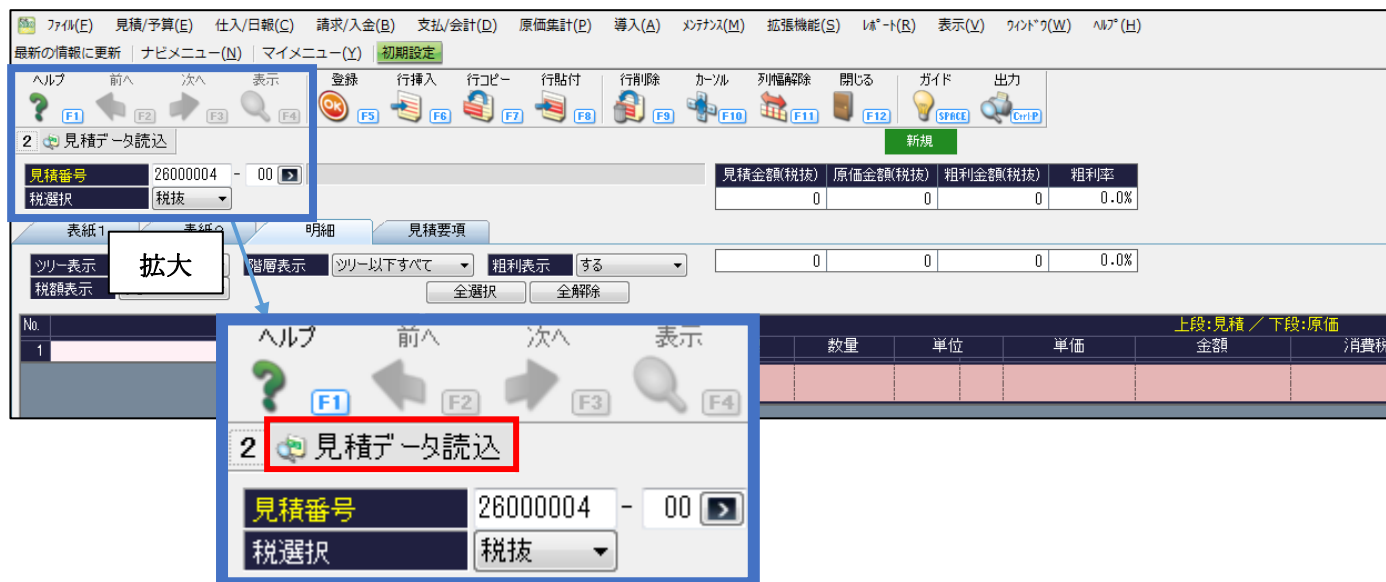 ﾌｧｲﾙ(F) 見積/予算(E) 仕入/日報(C) 請求/入金(B) 支払/会計(D) 原価集計(P) 導入(A) ﾒﾝﾃﾅﾝｽ(M) 拡張機能(S) ﾚﾎﾟｰﾄ(R) 表示(V) ｳｨﾝﾄﾞｳ(W) ﾍﾙﾌﾟ(H)
最新の情報に更新 ナビメニュー(N) マイメニュー(Y) 初期設定
ヘルプ 前へ 次へ 表示 登録 行挿入 行コピー 行貼付 行削除 カーソル 列幅解除 閉じる ガイド 出力
F1 F2 F3 F4 OK F5 F6 F7 F8 F9 F10 F11 F12 SPACE Ctrl-P
2 見積データ読込 新規
見積番号 26000004 - 00 見積金額(税抜) 原価金額(税抜) 粗利金額(税抜) 粗利率
税選択 税抜 0 0 0 0.0%
表紙1 明細 見積要項
ツリー表示 階層表示 ツリー以下すべて 粗利表示 する 0 0 0 0.0%
拡大
税額表示 全選択 全解除
No. 上段:見積 ／ 下段:原価
1 数量 単位 単価 金額 消費税
ヘルプ 前へ 次へ 表示
F1 F2 F3 F4
2 見積データ読込
見積番号 26000004 - 00
税選択 税抜